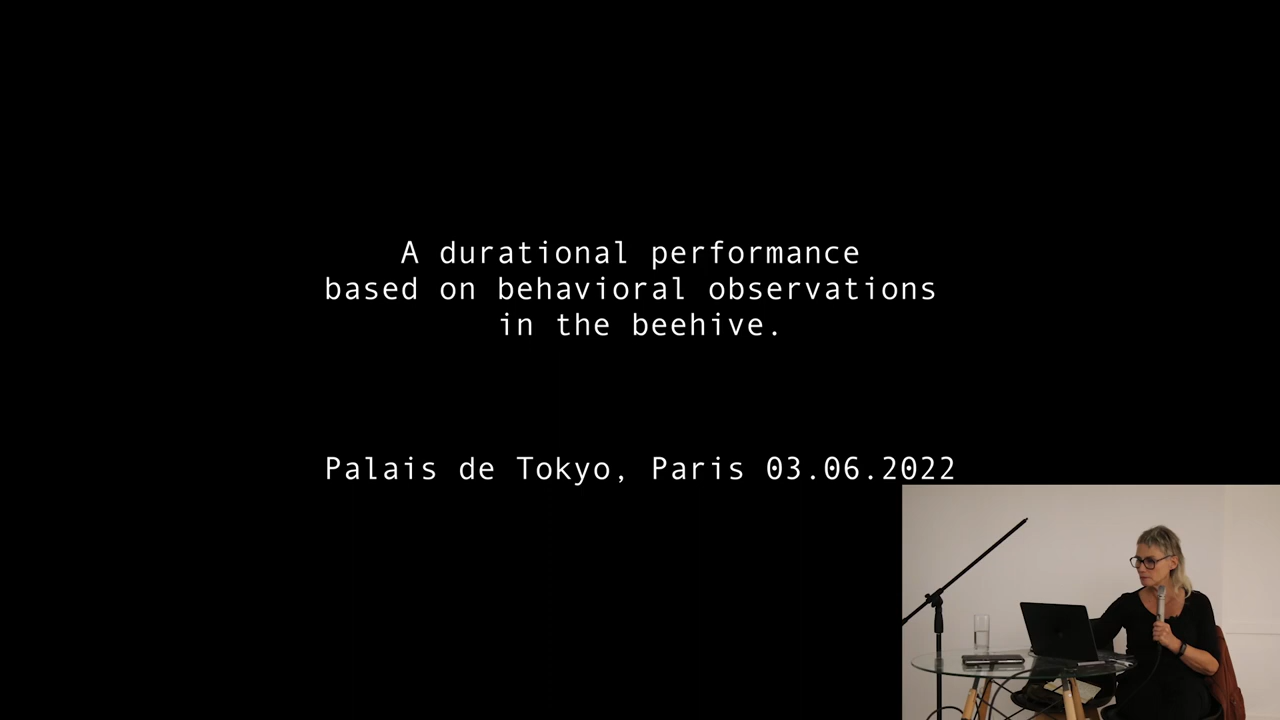 A durational performance
based on behavioral observations
in the beehive.
Palais de Tokyo, Paris 03.06.2022